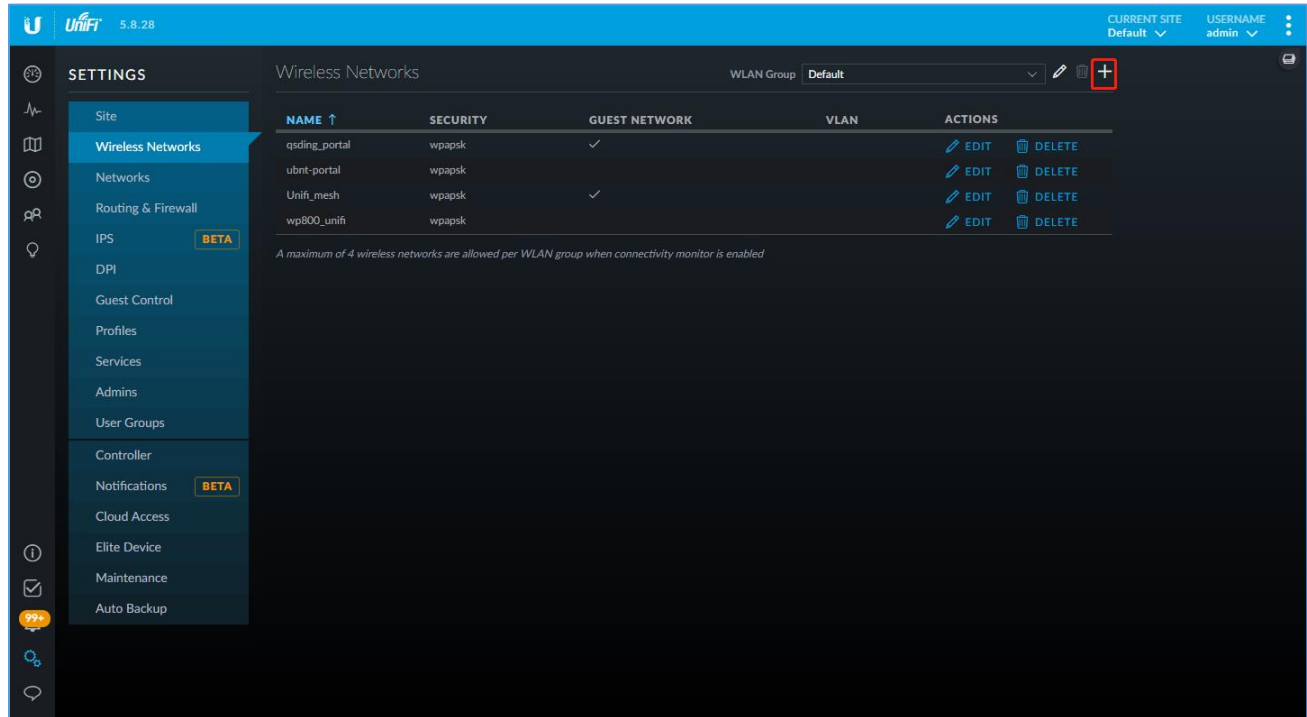 UniFi 5.8.28
CURRENT SITE
Default
USERNAME
admin
SETTINGS
Site
Wireless Networks
Networks
Routing & Firewall
IPS BETA
DPI
Guest Control
Profiles
Services
Admins
User Groups
Controller
Notifications BETA
Cloud Access
Elite Device
Maintenance
Auto Backup
99+
Wireless Networks
WLAN Group Default
NAME ↑ SECURITY GUEST NETWORK VLAN ACTIONS
qsding_portal wpapsk ✓ EDIT DELETE
ubnt-portal wpapsk EDIT DELETE
Unifi_mesh wpapsk ✓ EDIT DELETE
wp800_unifi wpapsk EDIT DELETE
A maximum of 4 wireless networks are allowed per WLAN group when connectivity monitor is enabled